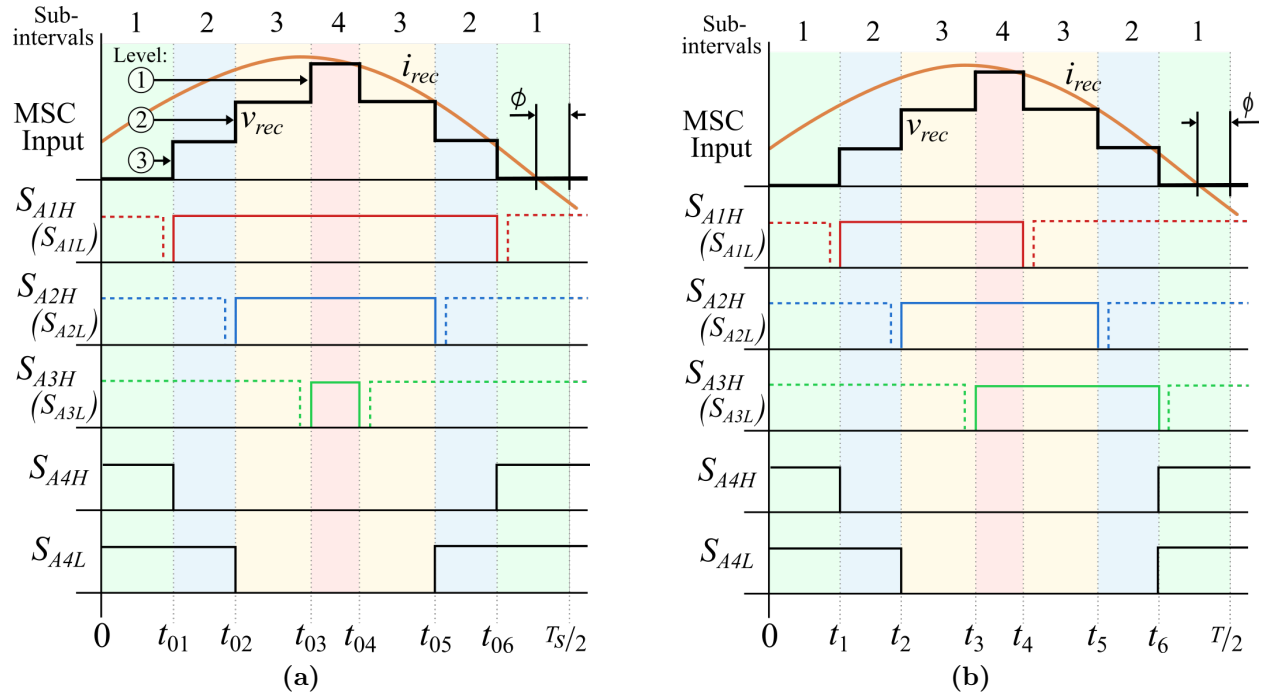 Sub-
intervals 1 2 3 4 3 2 1
Level:
1
2
3
MSC
Input
v_rec
i_rec
ϕ
S_A1H
(S_A1L)
S_A2H
(S_A2L)
S_A3H
(S_A3L)
S_A4H
S_A4L
0 t_01 t_02 t_03 t_04 t_05 t_06 T_S/2
(a)
Sub-
intervals 1 2 3 4 3 2 1
MSC
Input
v_rec
i_rec
ϕ
S_A1H
(S_A1L)
S_A2H
(S_A2L)
S_A3H
(S_A3L)
S_A4H
S_A4L
0 t_1 t_2 t_3 t_4 t_5 t_6 T/2
(b)